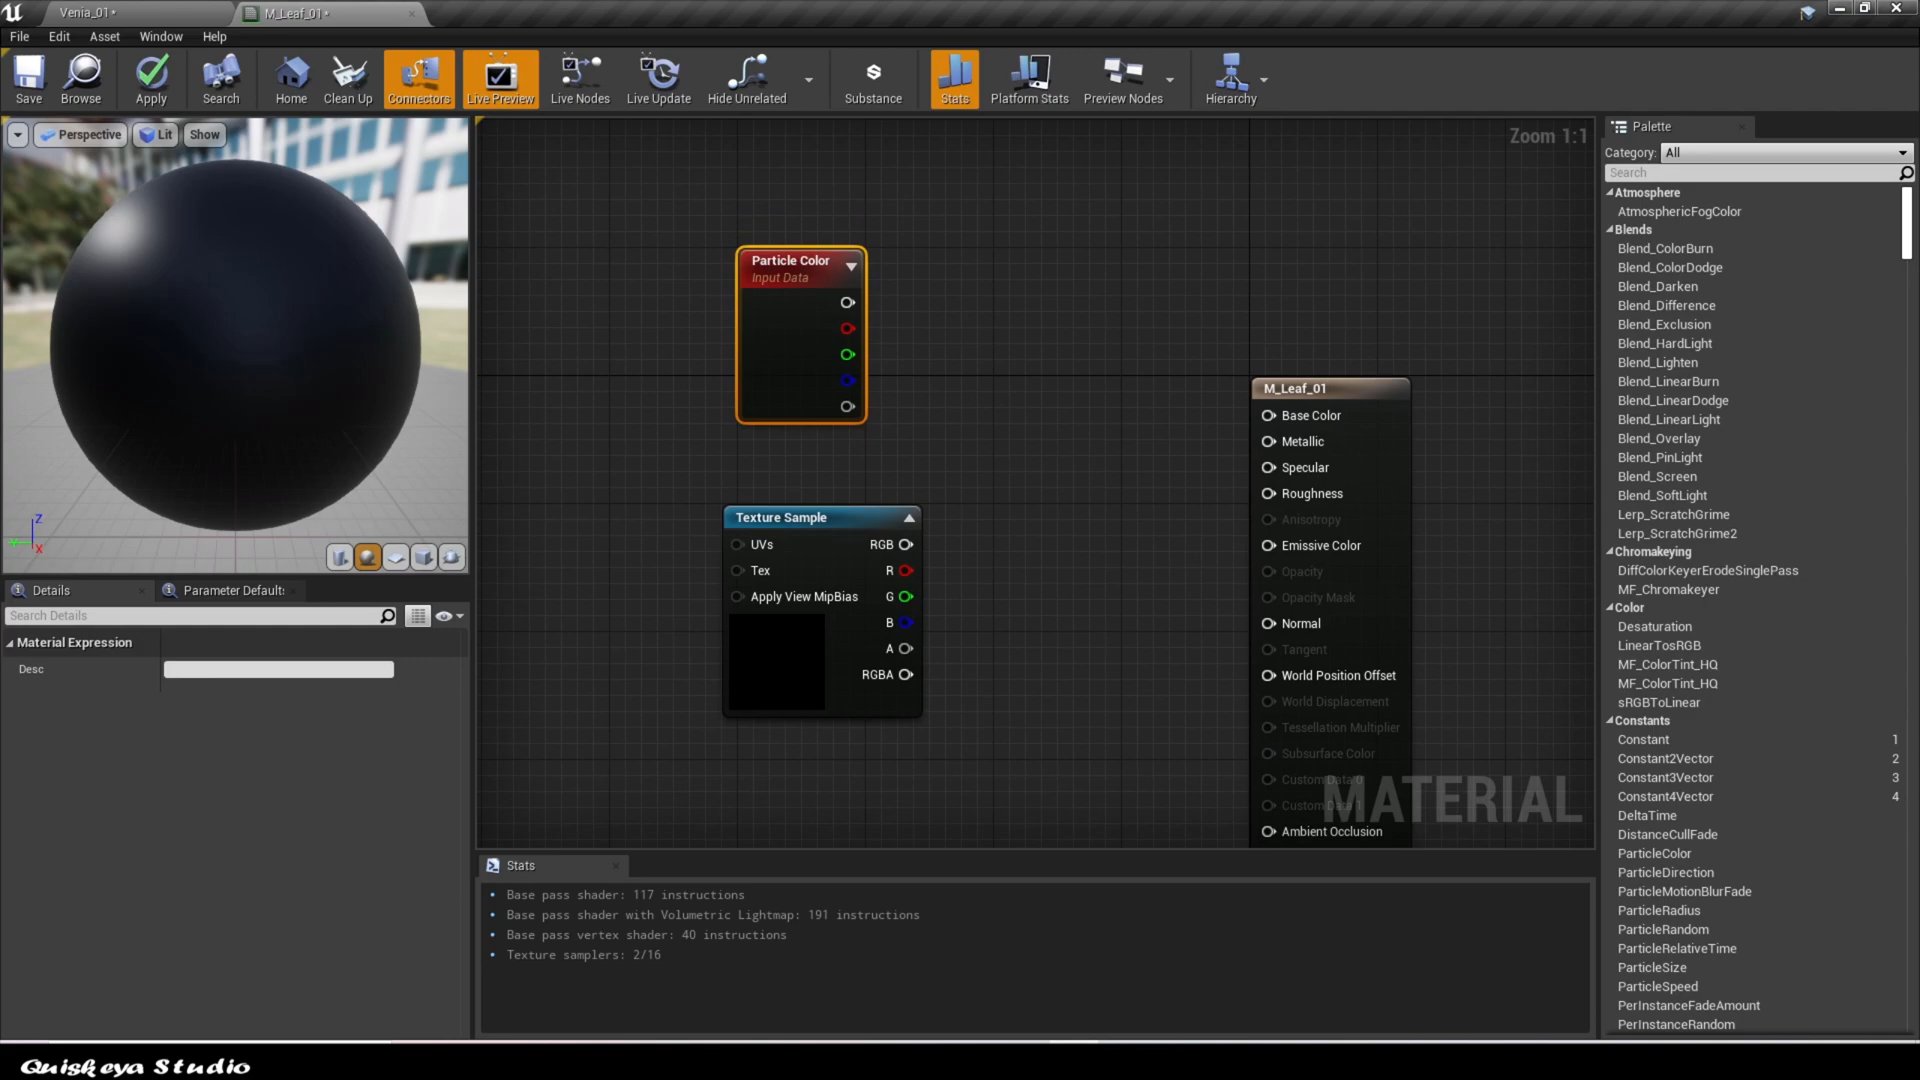 Venia_01*
M_Leaf_01*
File Edit Asset Window Help
Save Browse Apply Search Home Clean Up Connectors Live Preview Live Nodes Live Update Hide Unrelated Substance Stats Platform Stats Preview Nodes Hierarchy
Perspective Lit Show
Z
X
Details
Parameter Default:
Search Details
Material Expression
Desc
Zoom 1:1
Particle Color
Input Data
Texture Sample
UVs RGB
Tex R
Apply View MipBias G
B
A
RGBA
M_Leaf_01
Base Color
Metallic
Specular
Roughness
Anisotropy
Emissive Color
Opacity
Opacity Mask
Normal
Tangent
World Position Offset
World Displacement
Tessellation Multiplier
Subsurface Color
Custom Data 0
Custom Data 1
Ambient Occlusion
MATERIAL
Stats
Base pass shader: 117 instructions
Base pass shader with Volumetric Lightmap: 191 instructions
Base pass vertex shader: 40 instructions
Texture samplers: 2/16
Palette
Category: All
Search
Atmosphere
AtmosphericFogColor
Blends
Blend_ColorBurn
Blend_ColorDodge
Blend_Darken
Blend_Difference
Blend_Exclusion
Blend_HardLight
Blend_Lighten
Blend_LinearBurn
Blend_LinearDodge
Blend_LinearLight
Blend_Overlay
Blend_PinLight
Blend_Screen
Blend_SoftLight
Lerp_ScratchGrime
Lerp_ScratchGrime2
Chromakeying
DiffColorKeyerErodeSinglePass
MF_Chromakeyer
Color
Desaturation
LinearTosRGB
MF_ColorTint_HQ
MF_ColorTint_HQ
sRGBToLinear
Constants
Constant 1
Constant2Vector 2
Constant3Vector 3
Constant4Vector 4
DeltaTime
DistanceCullFade
ParticleColor
ParticleDirection
ParticleMotionBlurFade
ParticleRadius
ParticleRandom
ParticleRelativeTime
ParticleSize
ParticleSpeed
PerInstanceFadeAmount
PerInstanceRandom
Quiskeya Studio